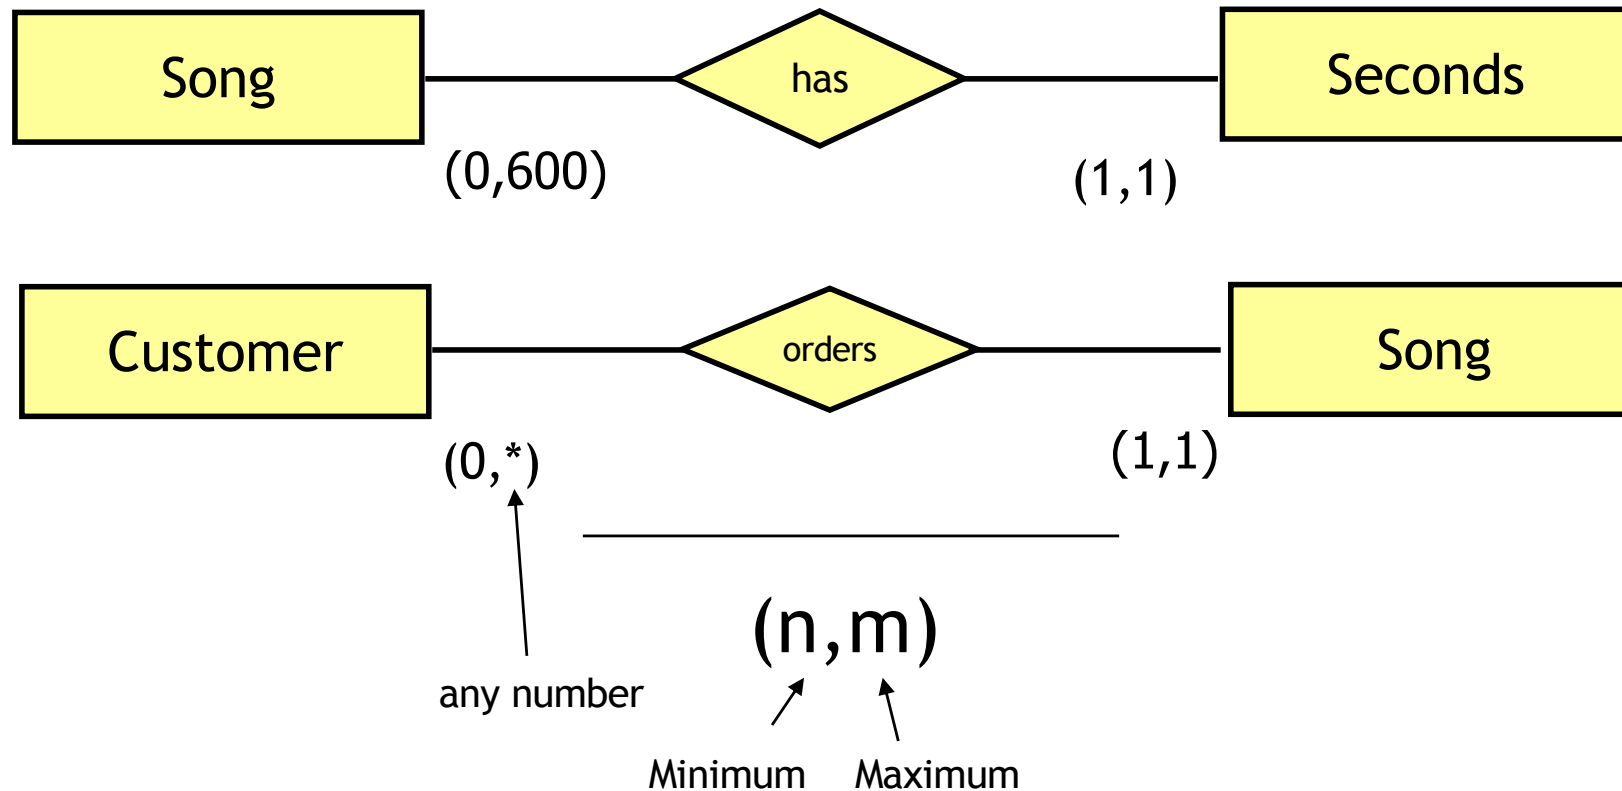 Song
has
Seconds
(0,600)
(1,1)
Customer
orders
Song
(0,*)
(1,1)
(n,m)
any number
Minimum
Maximum